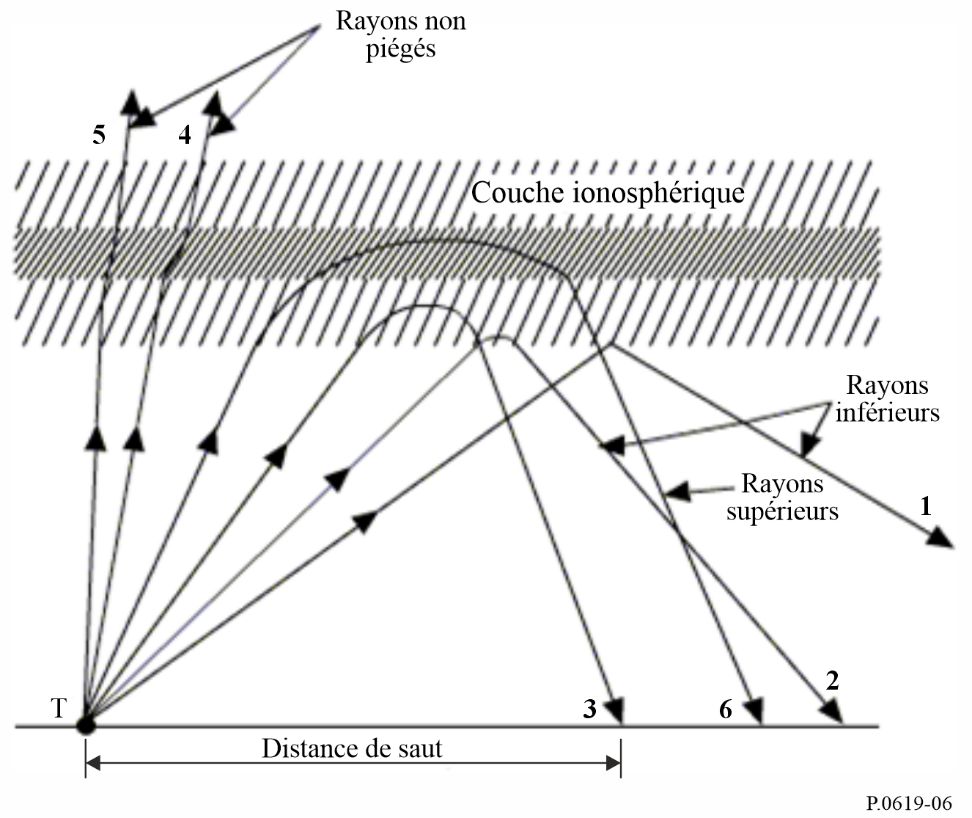 Rayons non
piégés
5
4
Couche ionosphérique
Rayons
inférieurs
Rayons
supérieurs
1
2
T
3
6
Distance de saut
P.0619-06